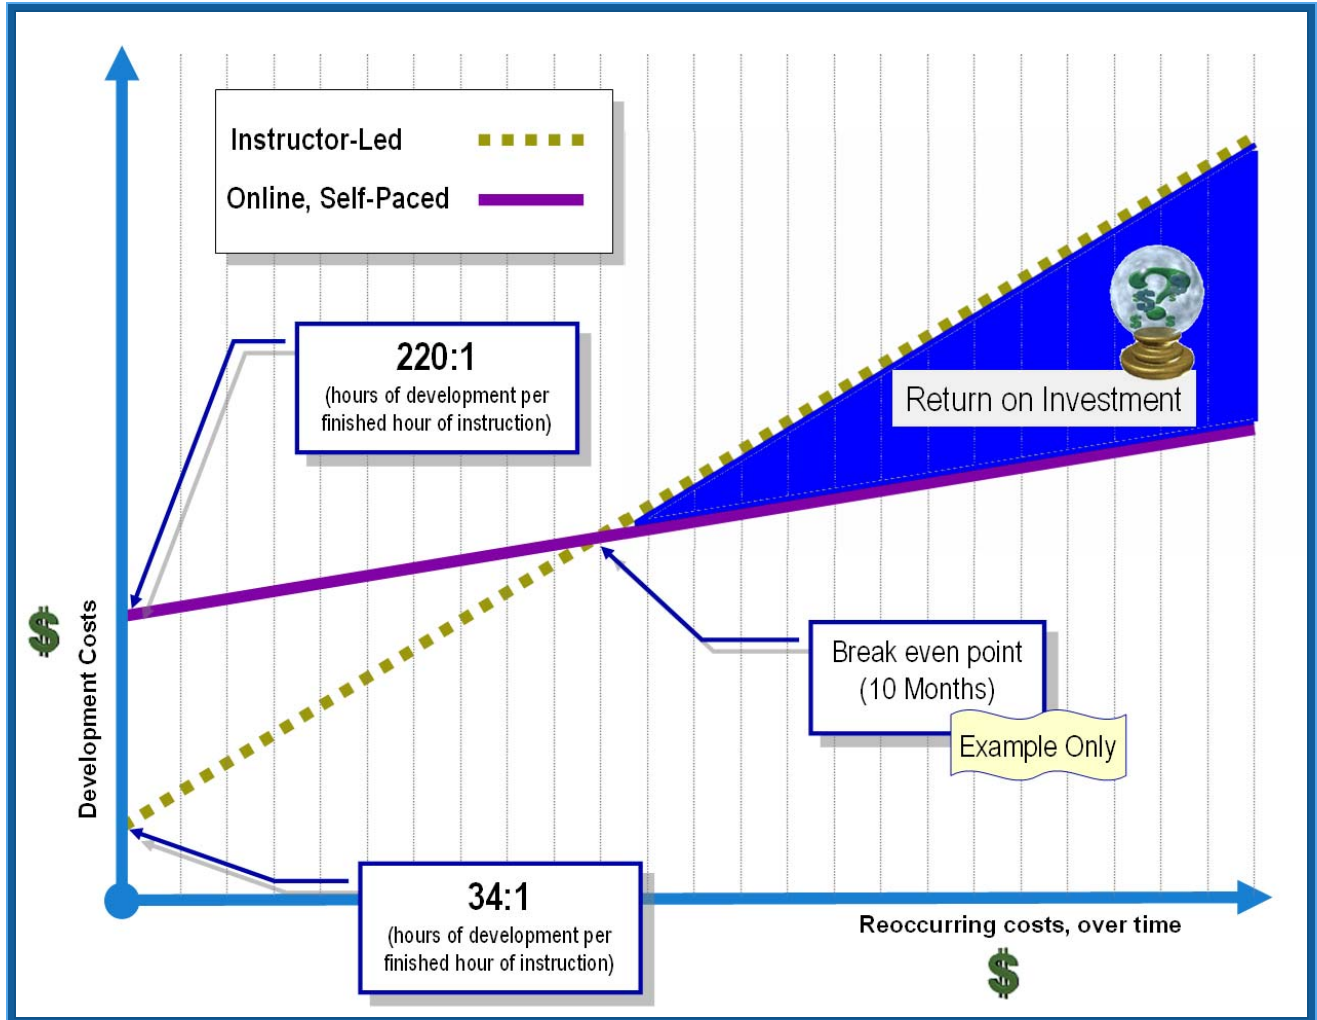 Instructor-Led
Online, Self-Paced
220:1
(hours of development per
finished hour of instruction)
Return on Investment
$
Development Costs
Break even point
(10 Months)
Example Only
34:1
(hours of development per
finished hour of instruction)
Reoccurring costs, over time
$